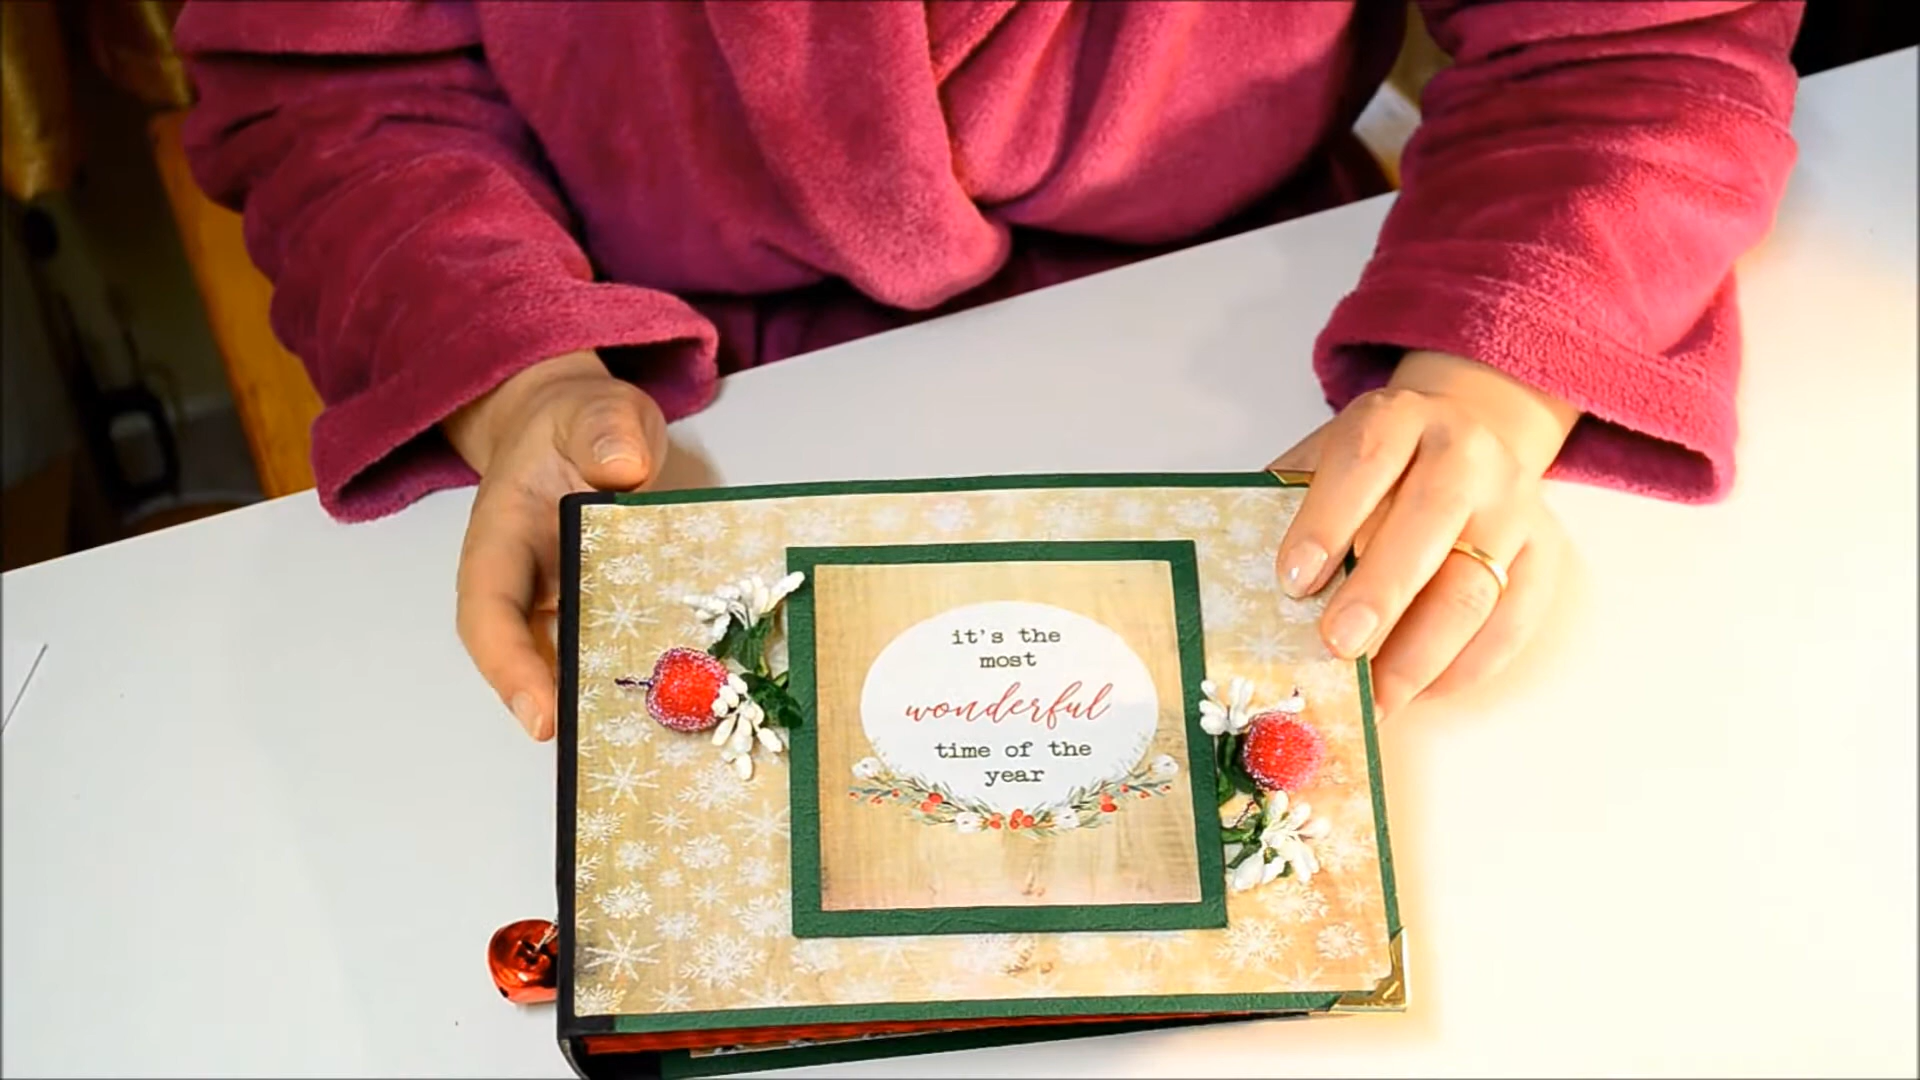 it's the
most
wonderful
time of the
year